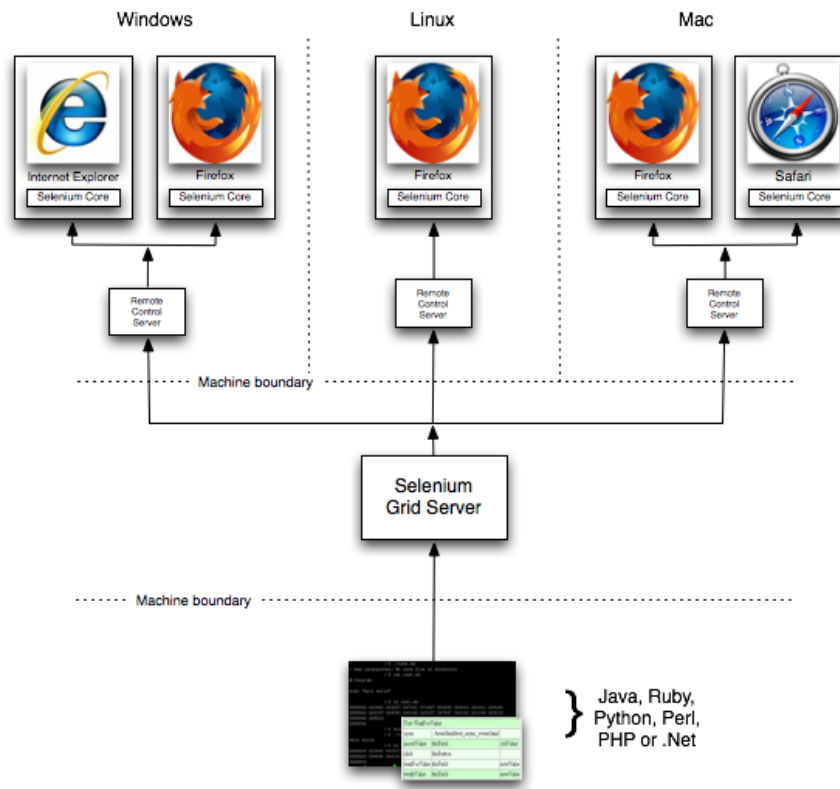 Windows
Linux
Mac
Internet Explorer
Selenium Core
Firefox
Selenium Core
Firefox
Selenium Core
Firefox
Selenium Core
Safari
Selenium Core
Remote
Control
Server
Remote
Control
Server
Remote
Control
Server
Machine boundary
Selenium
Grid Server
Machine boundary
Java, Ruby,
Python, Perl,
PHP or .Net